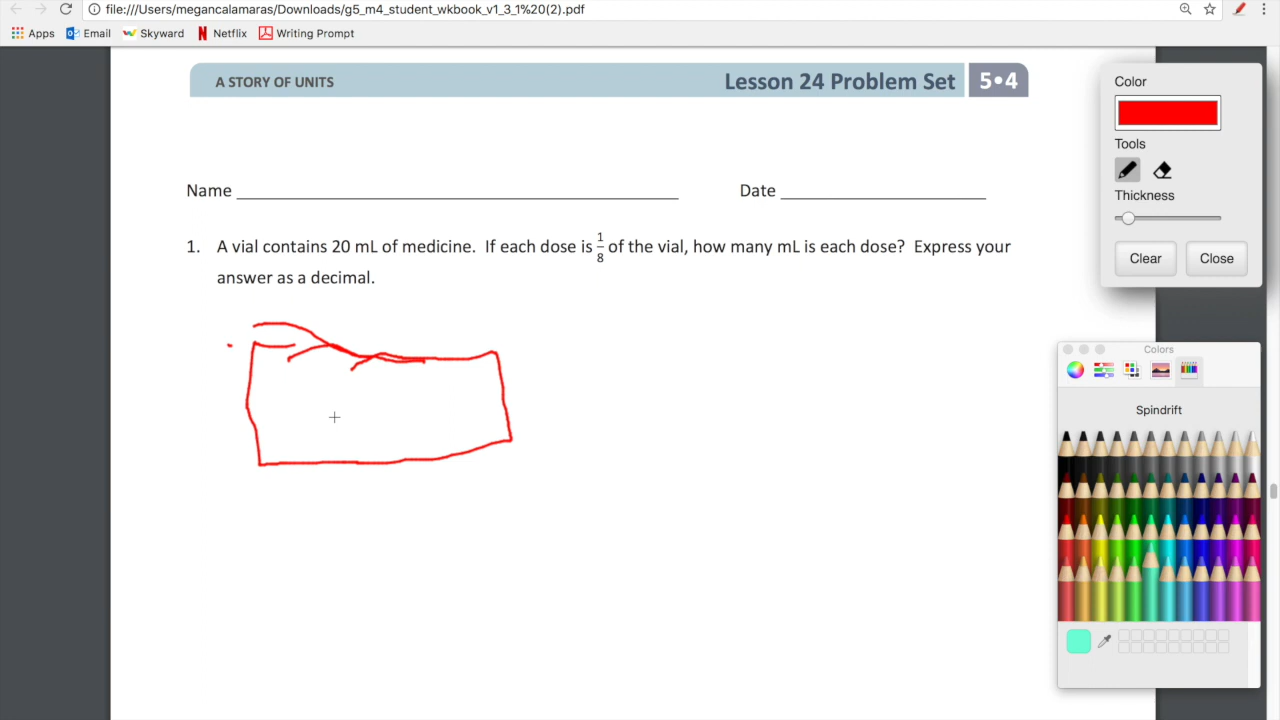 file:///Users/megancalamaras/Downloads/g5_m4_student_wkbook_v1_3_1%20(2).pdf
Apps Email Skyward Netflix Writing Prompt
A STORY OF UNITS Lesson 24 Problem Set 5•4
Name Date
1. A vial contains 20 mL of medicine. If each dose is 1/8 of the vial, how many mL is each dose? Express your
answer as a decimal.
Color
Tools
Thickness
Clear Close
Colors
Spindrift